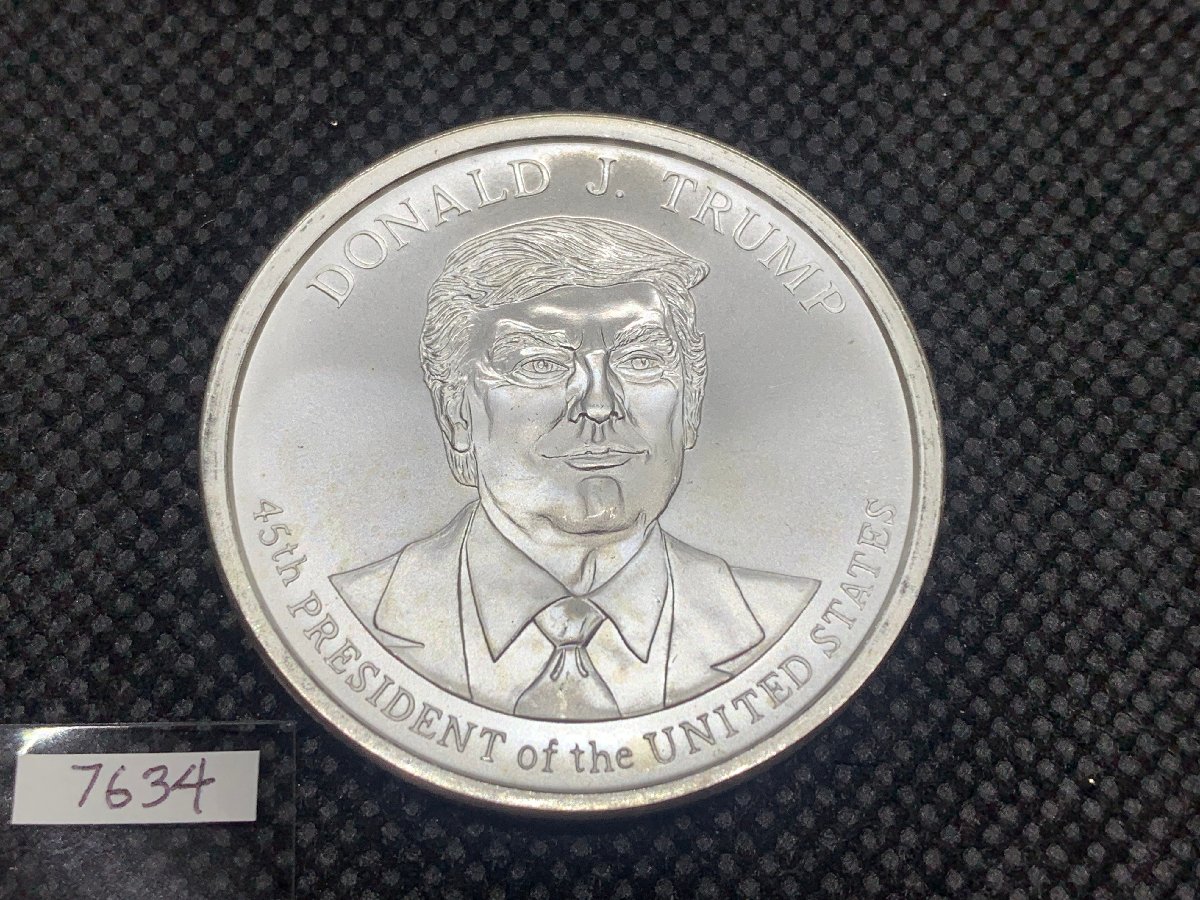 DONALD J. TRUMP
45th PRESIDENT of the UNITED STATES
7634